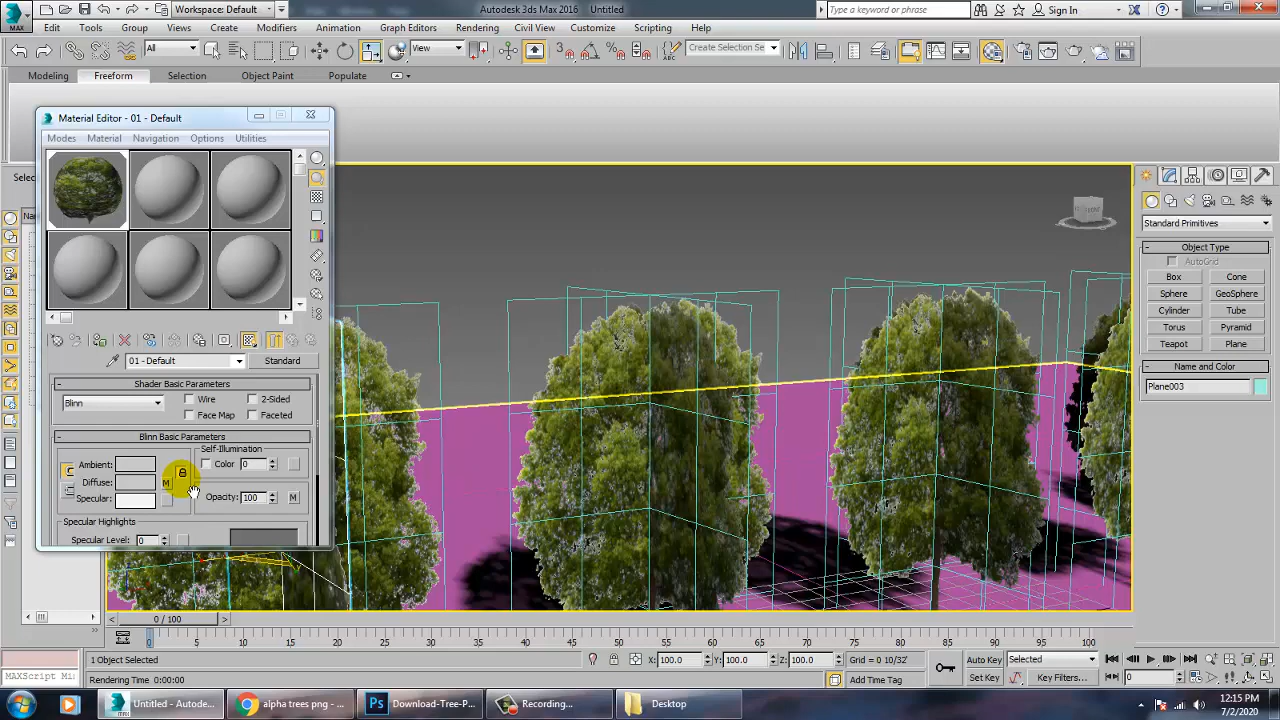 Workspace: Default
Autodesk 3ds Max 2016 Untitled
Type a keyword or phrase
Sign In
MAX
Edit Tools Group Views Create Modifiers Animation Graph Editors Rendering Civil View Customize Scripting Help
All
View
Create Selection Se
Modeling Freeform Selection Object Paint Populate
Material Editor - 01 - Default
Modes Material Navigation Options Utilities
Selec
Na
01 - Default
Standard
Shader Basic Parameters
Blinn
Wire 2-Sided
Face Map Faceted
Blinn Basic Parameters
Self-Illumination
Ambient:
Color 0
Diffuse: M
Specular:
Opacity: 100 M
Specular Highlights
Specular Level: 0
Standard Primitives
Object Type
AutoGrid
Box Cone
Sphere GeoSphere
Cylinder Tube
Torus Pyramid
Teapot Plane
Name and Color
Plane003
0 / 100
0 5 10 15 20 25 30 35 40 45 50 55 60 65 70 75 80 85 90 95 100
1 Object Selected
X: 100.0 Y: 100.0 Z: 100.0
Grid = 0 10/32'
Auto Key Selected
MAXScript Mi
Rendering Time 0:00:00
Add Time Tag
Set Key Key Filters...
0
Untitled - Autodes...
alpha trees png - ...
Download-Tree-P...
Recording...
Desktop
12:15 PM
7/2/2020